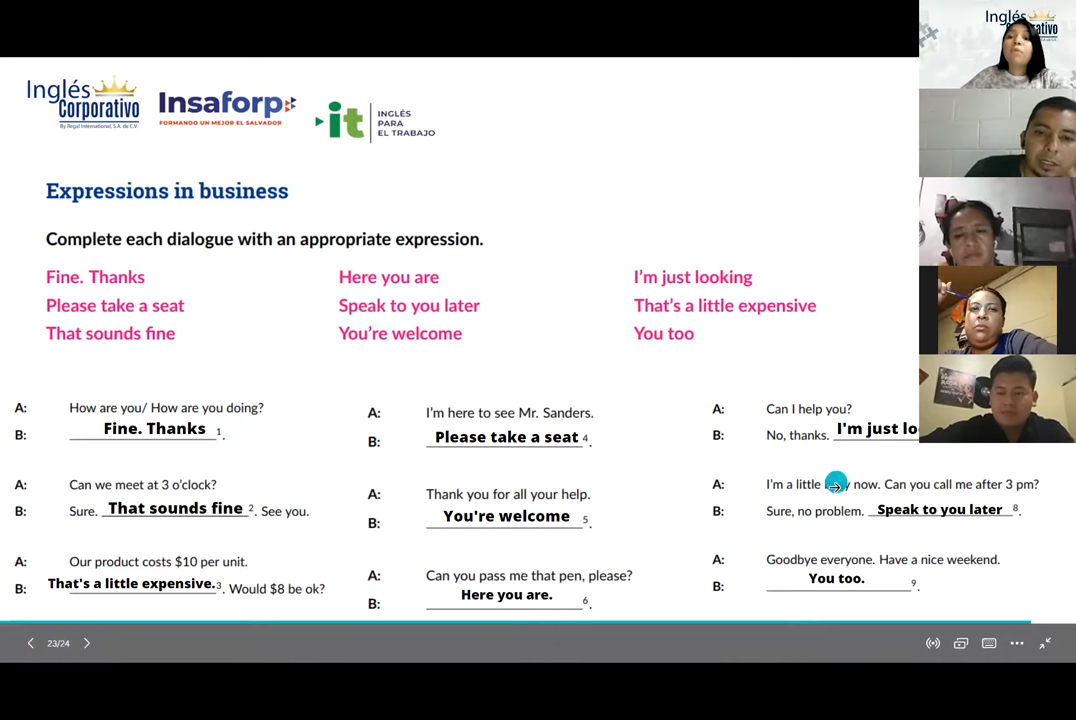 Inglés
Corporativo
By Regal International, S.A. de C.V.
Insaforp
FORMANDO UN MEJOR EL SALVADOR
it
INGLÉS
PARA
EL TRABAJO
Inglés
Expressions in business
Complete each dialogue with an appropriate expression.
Fine. Thanks
Here you are
I'm just looking
Please take a seat
Speak to you later
That's a little expensive
That sounds fine
You're welcome
You too
A: How are you/ How are you doing?
B: Fine. Thanks 1.
A: Can we meet at 3 o'clock?
B: Sure. That sounds fine 2. See you.
A: Our product costs $10 per unit.
B: That's a little expensive. 3. Would $8 be ok?
A: I'm here to see Mr. Sanders.
B: Please take a seat 4.
A: Thank you for all your help.
B: You're welcome 5.
A: Can you pass me that pen, please?
B: Here you are. 6.
A: Can I help you?
B: No, thanks. I'm just
A: I'm a little now. Can you call me after 3 pm?
B: Sure, no problem. Speak to you later 8.
A: Goodbye everyone. Have a nice weekend.
B: You too. 9.
23/24